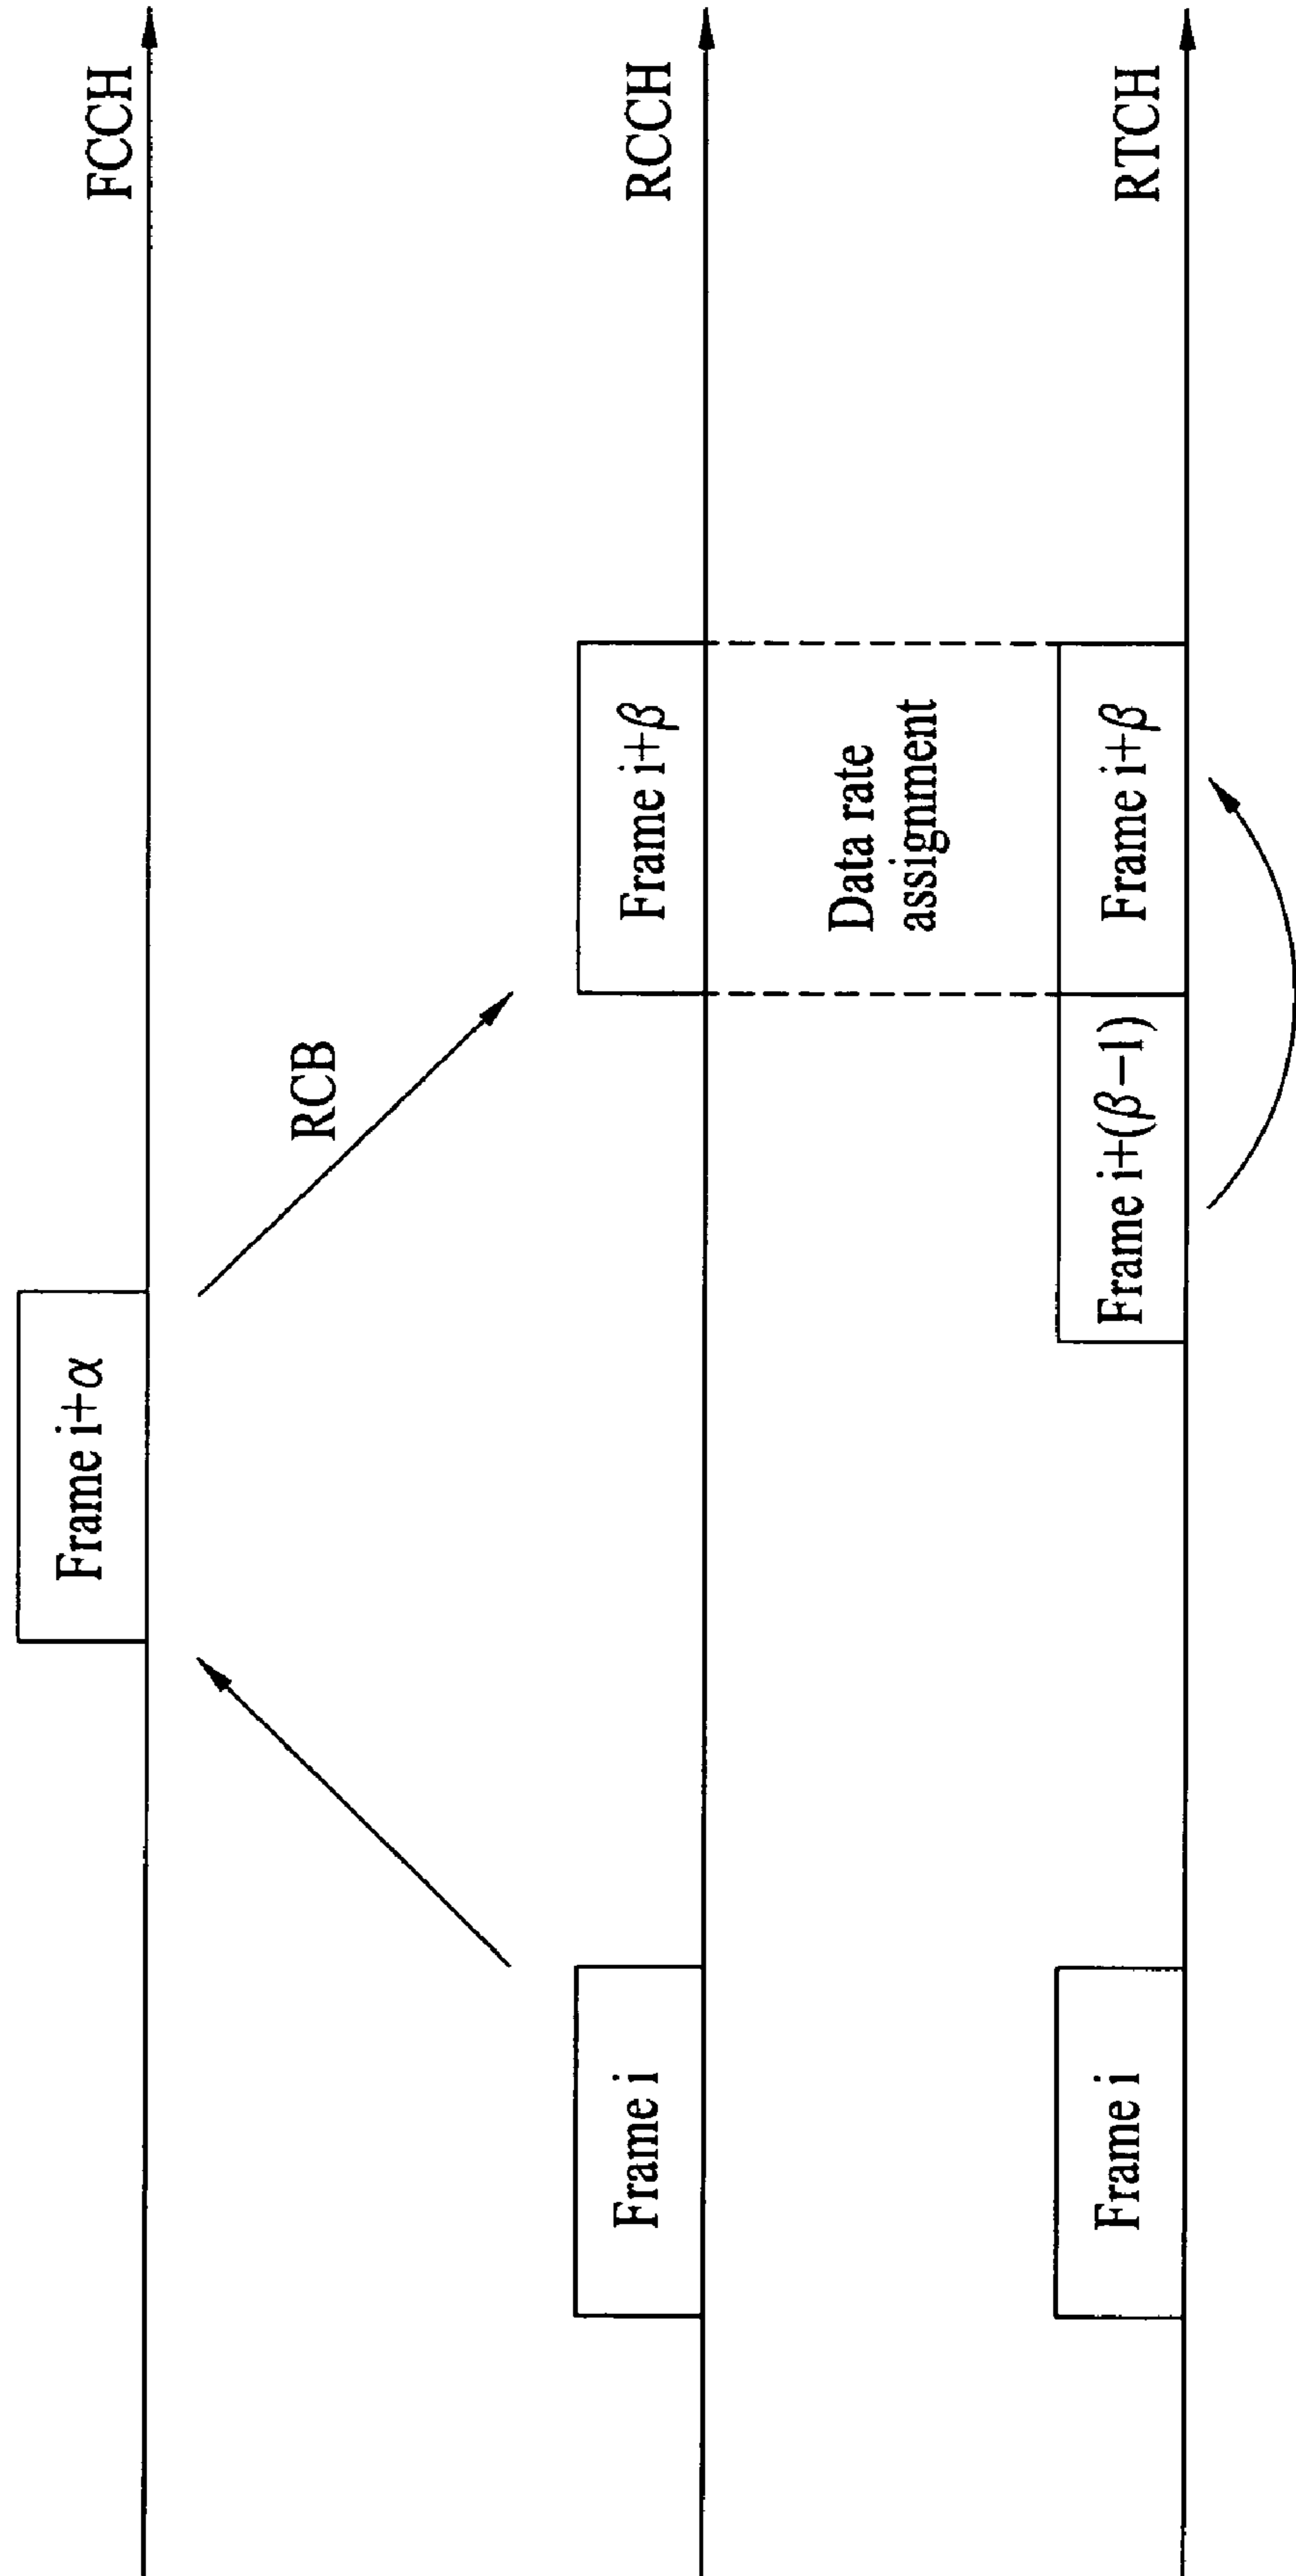 Frame i+α
FCCH
RCB
Frame i
Frame i+β
RCCH
Data rate
assignment
Frame i
Frame i+(β−1)
Frame i+β
RTCH